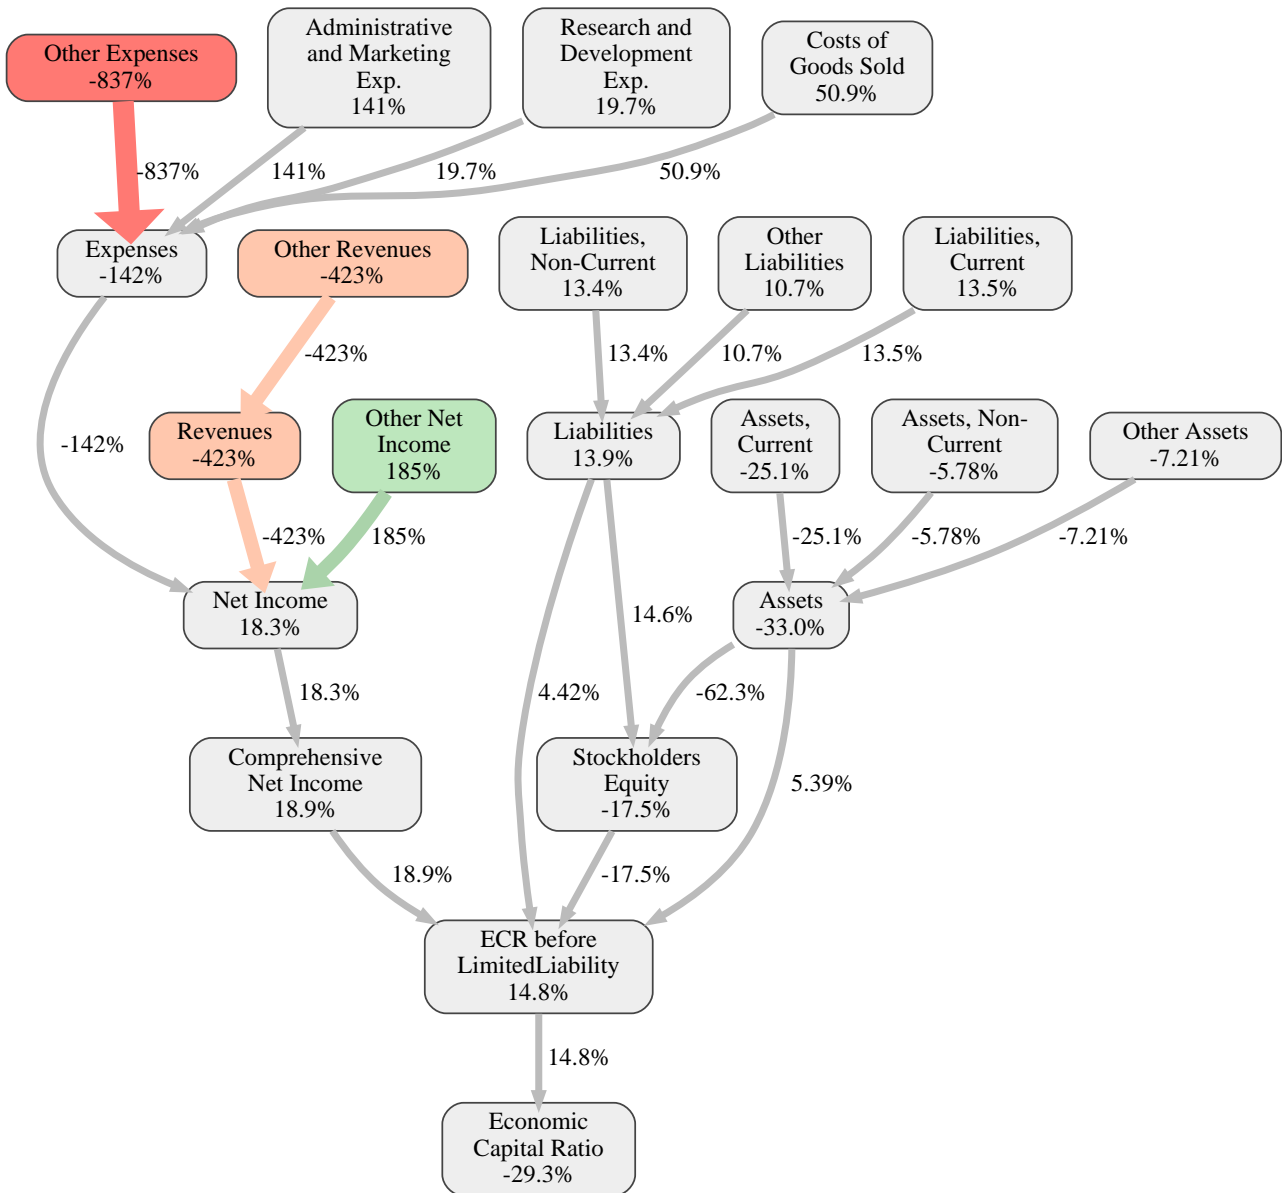 Other Expenses
-837%
Administrative
and Marketing
Exp.
141%
Research and
Development
Exp.
19.7%
Costs of
Goods Sold
50.9%
-837%
141%
19.7%
50.9%
Expenses
-142%
Other Revenues
-423%
Liabilities,
Non-Current
13.4%
Other
Liabilities
10.7%
Liabilities,
Current
13.5%
-423%
13.4%
10.7%
13.5%
-142%
Revenues
-423%
Other Net
Income
185%
Liabilities
13.9%
Assets,
Current
-25.1%
Assets, Non-
Current
-5.78%
Other Assets
-7.21%
-423%
185%
-25.1%
-5.78%
-7.21%
Net Income
18.3%
14.6%
Assets
-33.0%
18.3%
4.42%
-62.3%
5.39%
Comprehensive
Net Income
18.9%
Stockholders
Equity
-17.5%
18.9%
-17.5%
ECR before
LimitedLiability
14.8%
14.8%
Economic
Capital Ratio
-29.3%